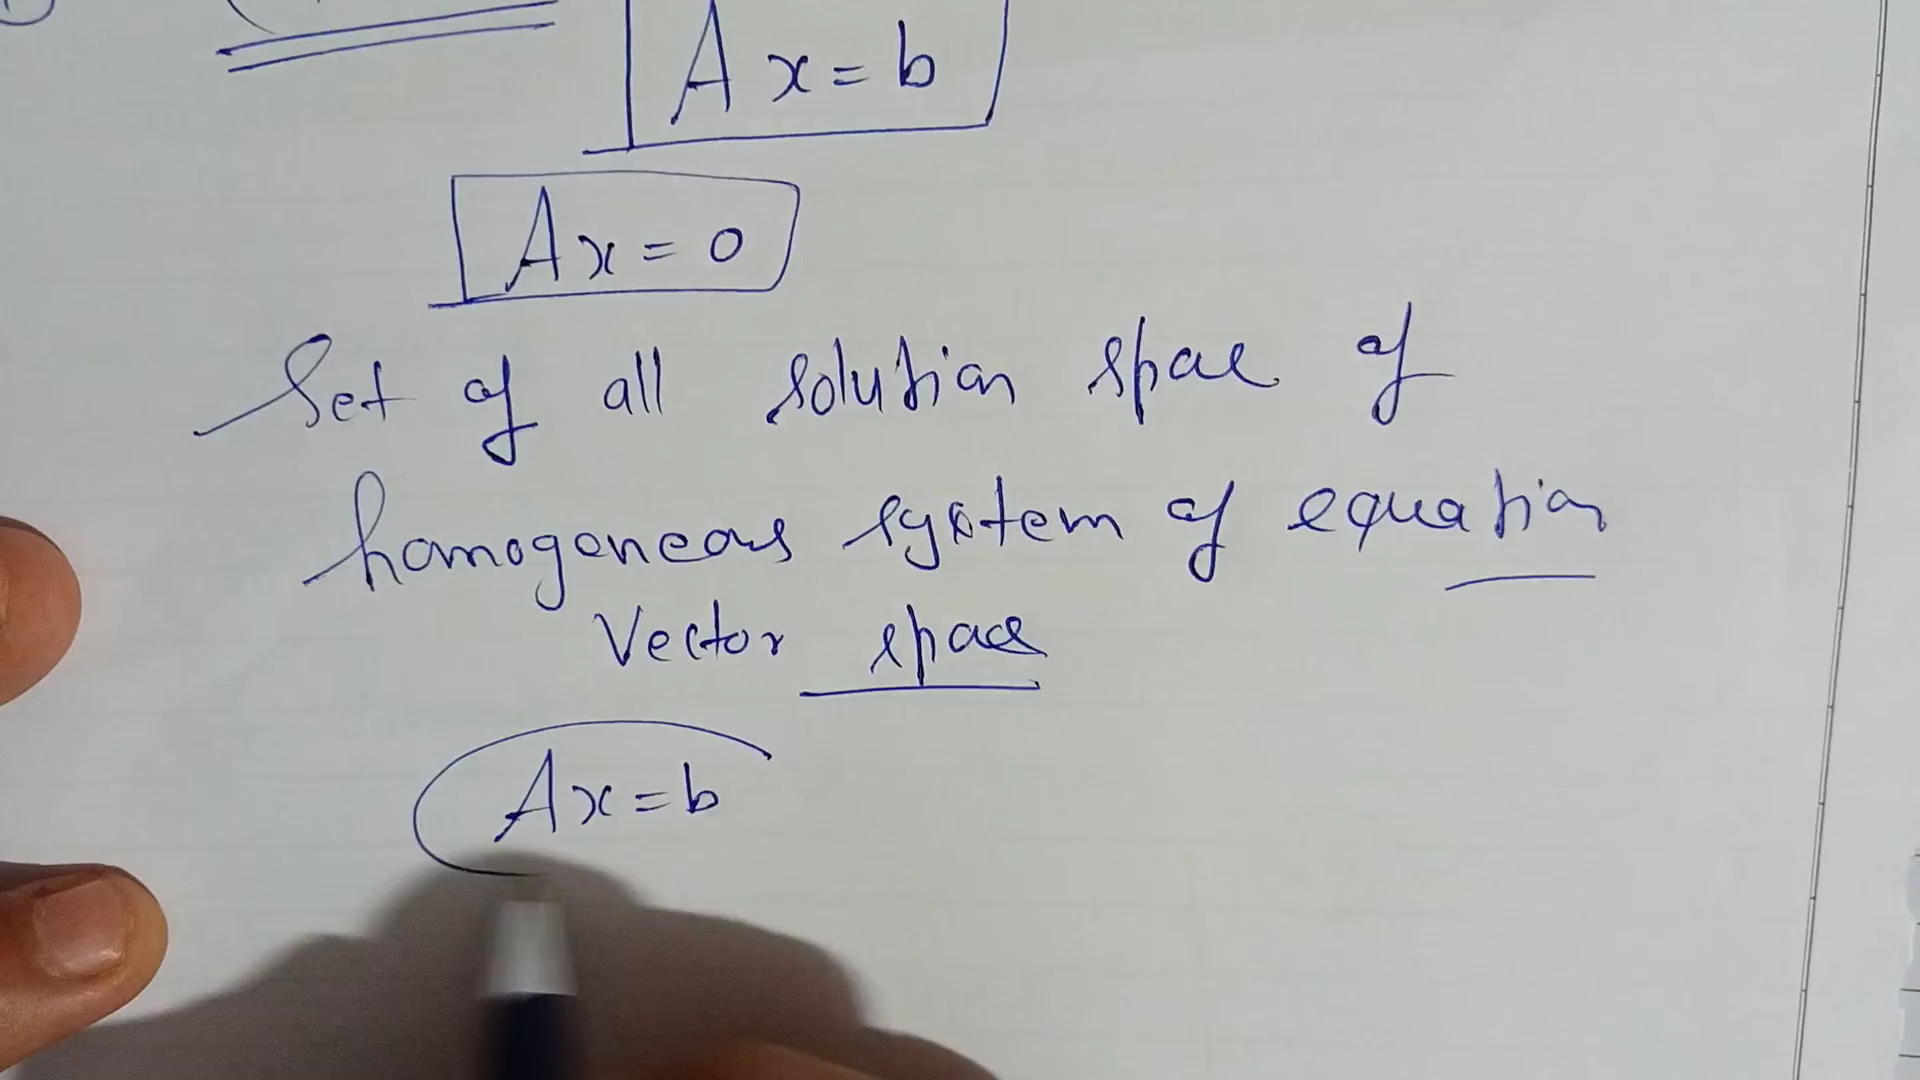 Ax=b
Ax=0
Set of all solution space of
homogeneous system of equation
Vector space
Ax=b